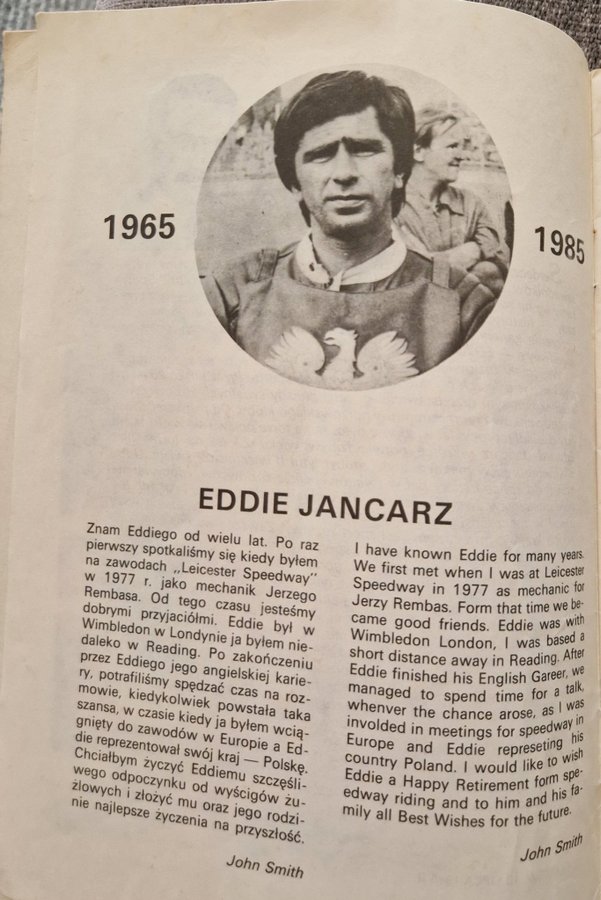 1965
1985
EDDIE JANCARZ
Znam Eddiego od wielu lat. Po raz
pierwszy spotkaliśmy się kiedy byłem
na zawodach „Leicester Speedway”
w 1977 r. jako mechanik Jerzego
Rembasa. Od tego czasu jesteśmy
dobrymi przyjaciółmi. Eddie był w
Wimbledon w Londynie ja byłem nie-
daleko w Reading. Po zakończeniu
przez Eddiego jego angielskiej karie-
ry, potrafiliśmy spędzać czas na roz-
mowie, kiedykolwiek powstała taka
szansa, w czasie kiedy ja byłem wcią-
gnięty do zawodów w Europie a Ed-
die reprezentował swój kraj — Polskę.
Chciałbym życzyć Eddiemu szczęśli-
wego odpoczynku od wyścigów żu-
żlowych i złożyć mu oraz jego rodzi-
nie najlepsze życzenia na przyszłość.
John Smith
I have known Eddie for many years.
We first met when I was at Leicester
Speedway in 1977 as mechanic for
Jerzy Rembas. Form that time we be-
came good friends. Eddie was with
Wimbledon London, I was based a
short distance away in Reading. After
Eddie finished his English Gareer, we
managed to spend time for a talk,
whenver the chance arose, as I was
involded in meetings for speedway in
Europe and Eddie represeting his
country Poland. I would like to wish
Eddie a Happy Retirement form spe-
edway riding and to him and his fa-
mily all Best Wishes for the future.
John Smith